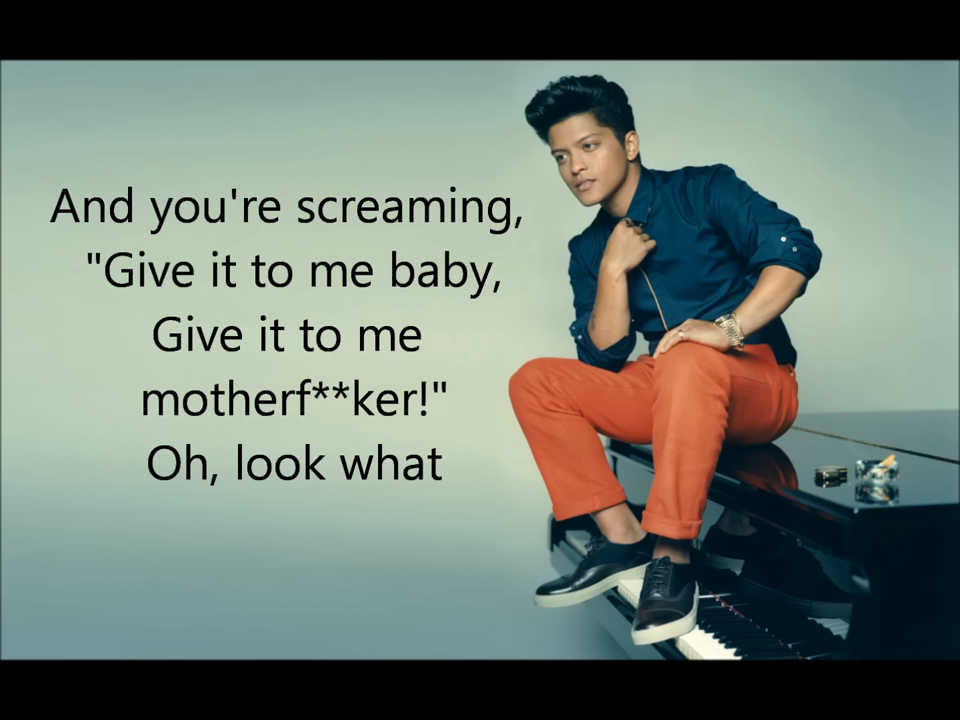 And you're screaming,
"Give it to me baby,
Give it to me
motherf**ker!"
Oh, look what